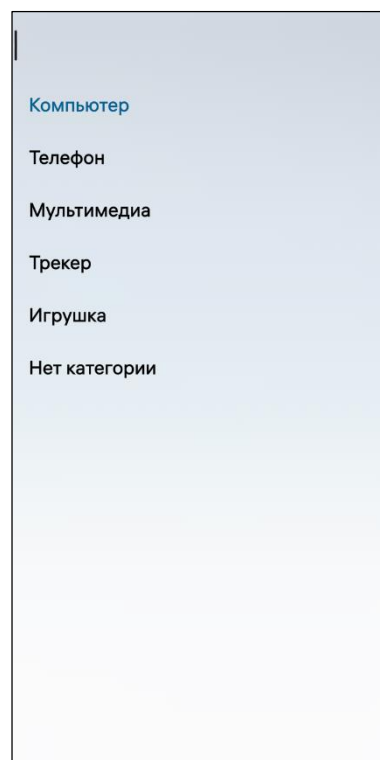 Компьютер
Телефон
Мультимедиа
Трекер
Игрушка
Нет категории